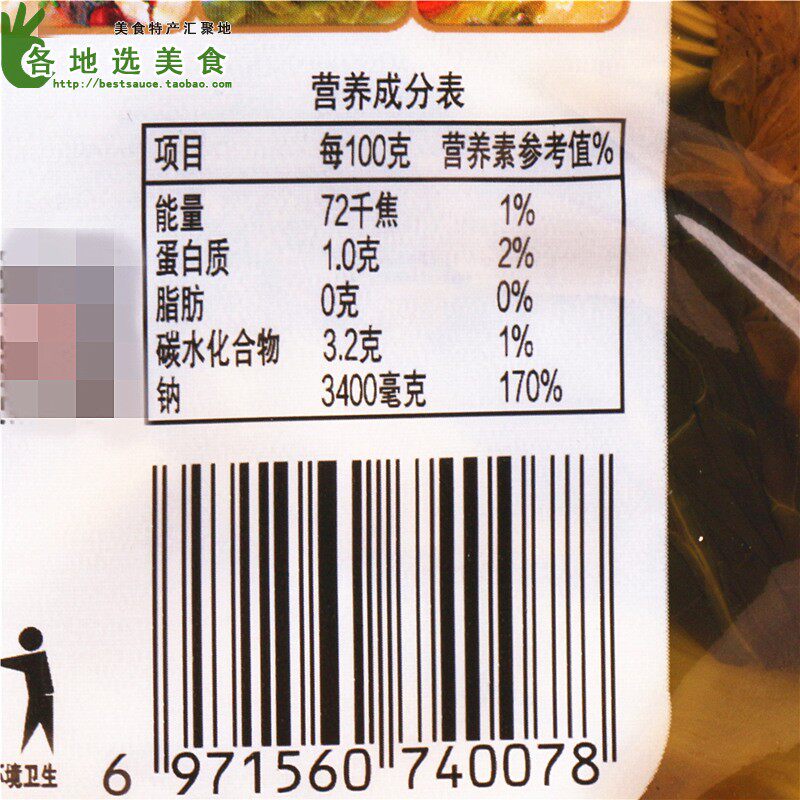 美食特产汇聚地
各地选美食
http://bestsauce.taobao.com/
营养成分表
项目 每100克 营养素参考值%
能量 72千焦 1%
蛋白质 1.0克 2%
脂肪 0克 0%
碳水化合物 3.2克 1%
钠 3400毫克 170%
环境卫生
6 971560 740078